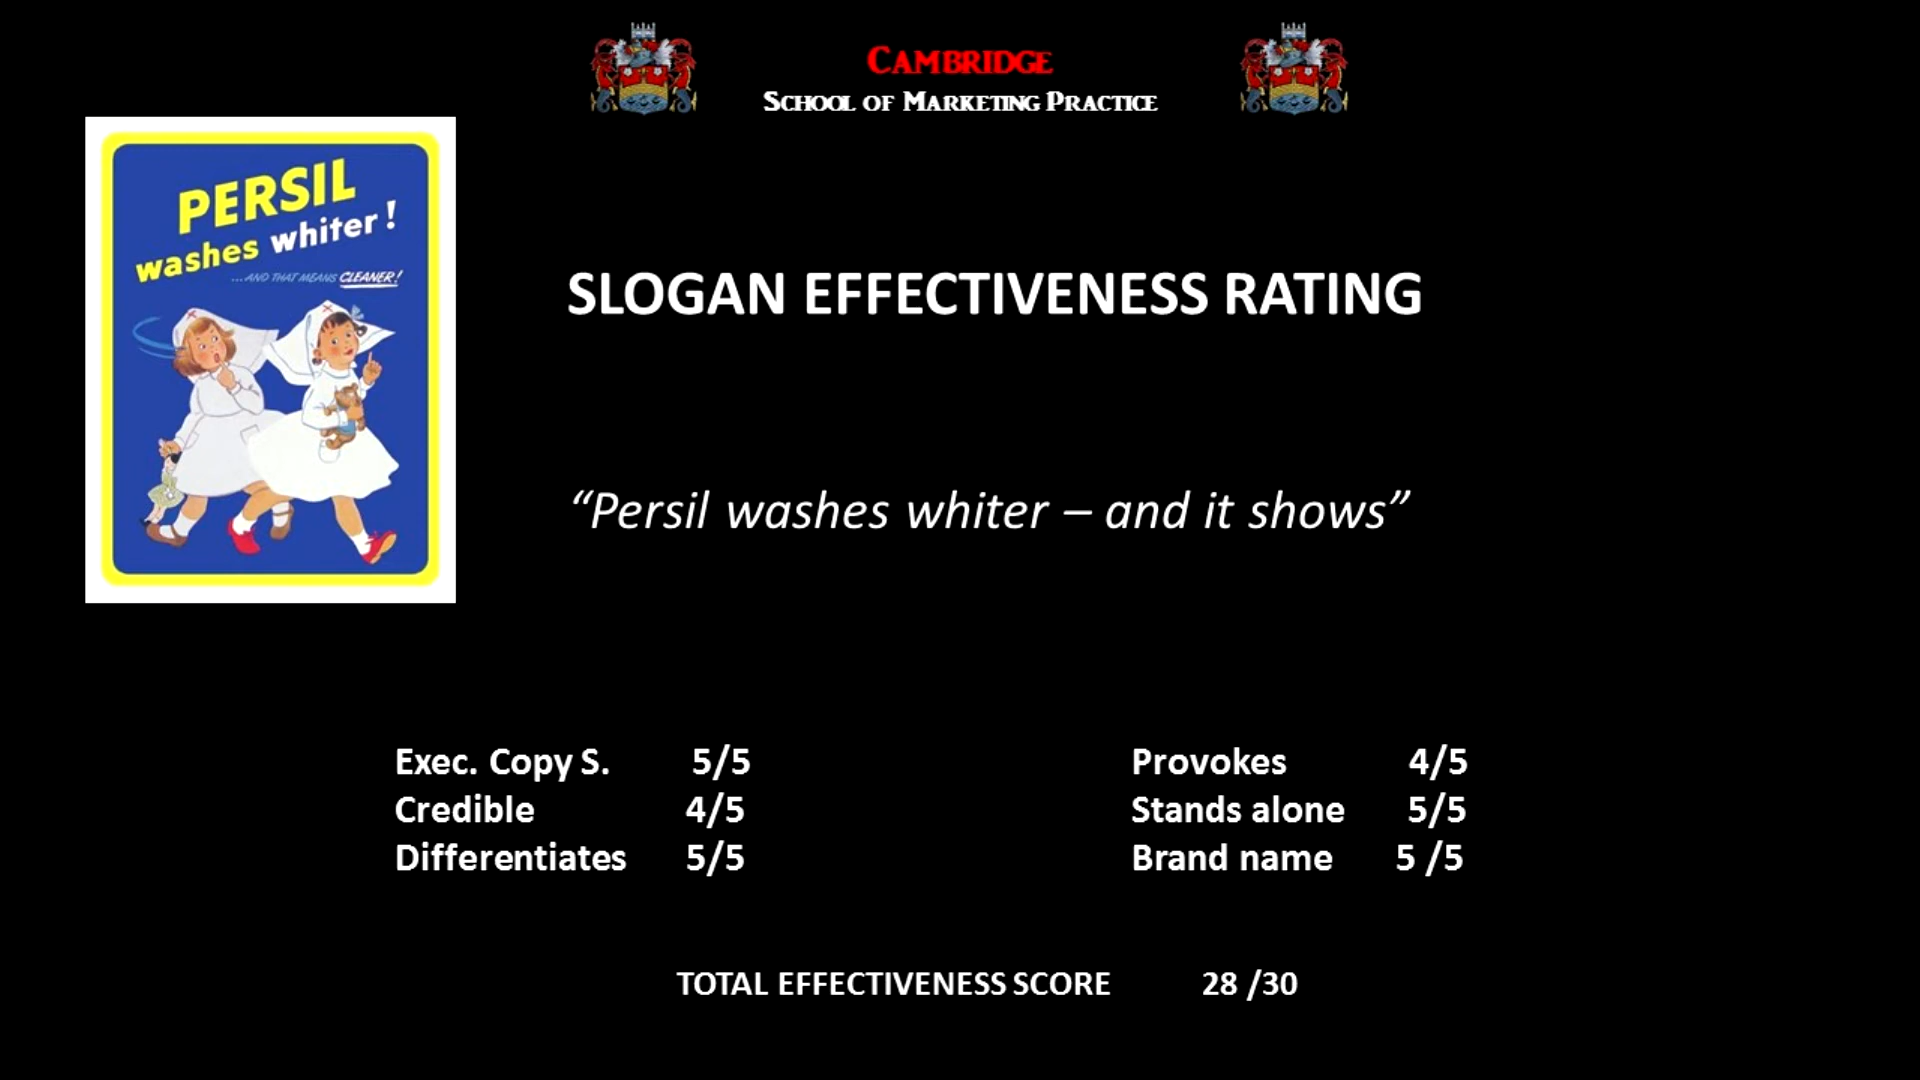 CAMBRIDGE
SCHOOL OF MARKETING PRACTICE
PERSIL
washes whiter!
...AND THAT MEANS CLEANER!
SLOGAN EFFECTIVENESS RATING
“Persil washes whiter – and it shows”
Exec. Copy S. 5/5
Credible 4/5
Differentiates 5/5
Provokes 4/5
Stands alone 5/5
Brand name 5 /5
TOTAL EFFECTIVENESS SCORE 28 /30